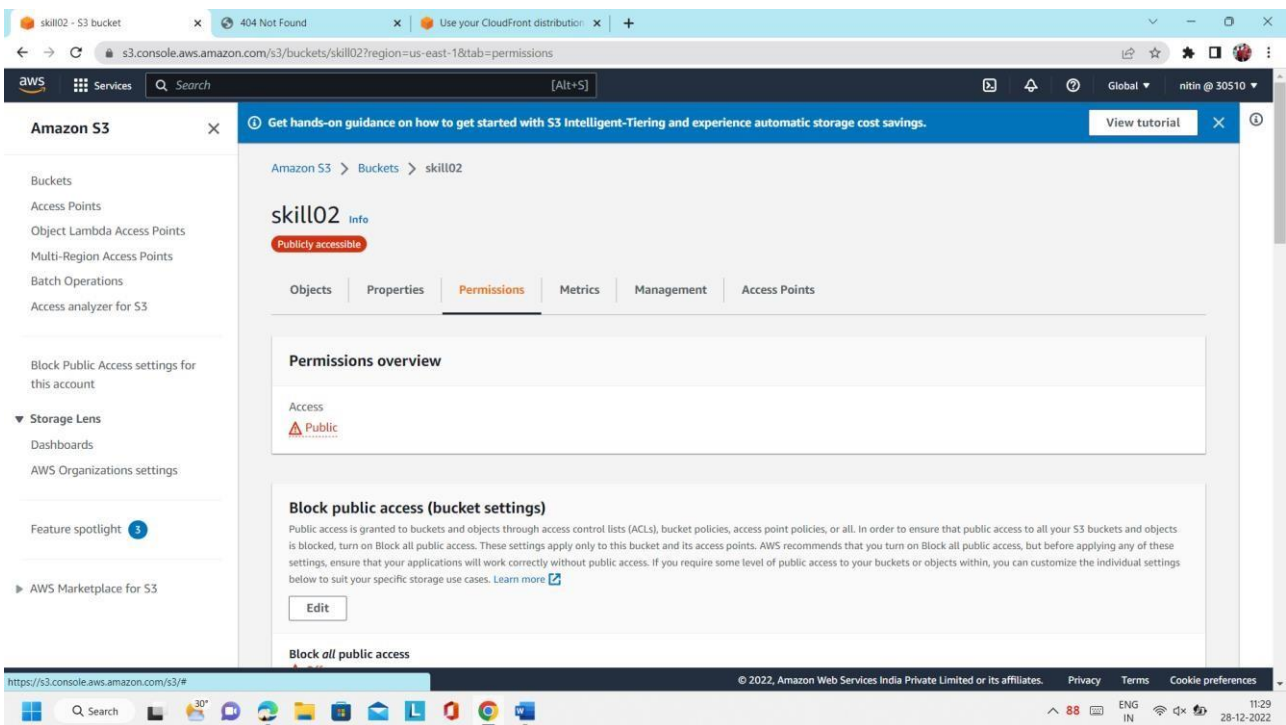 skill02 - S3 bucket
404 Not Found
Use your CloudFront distribution
s3.console.aws.amazon.com/s3/buckets/skill02?region=us-east-1&tab=permissions
aws
Services
Search
[Alt+S]
Global
nitin @ 30510
Amazon S3
Get hands-on guidance on how to get started with S3 Intelligent-Tiering and experience automatic storage cost savings.
View tutorial
Buckets
Access Points
Object Lambda Access Points
Multi-Region Access Points
Batch Operations
Access analyzer for S3
Block Public Access settings for
this account
Storage Lens
Dashboards
AWS Organizations settings
Feature spotlight 3
AWS Marketplace for S3
Amazon S3 > Buckets > skill02
skill02 Info
Publicly accessible
Objects
Properties
Permissions
Metrics
Management
Access Points
Permissions overview
Access
Public
Block public access (bucket settings)
Public access is granted to buckets and objects through access control lists (ACLs), bucket policies, access point policies, or all. In order to ensure that public access to all your S3 buckets and objects
is blocked, turn on Block all public access. These settings apply only to this bucket and its access points. AWS recommends that you turn on Block all public access, but before applying any of these
settings, ensure that your applications will work correctly without public access. If you require some level of public access to your buckets or objects within, you can customize the individual settings
below to suit your specific storage use cases. Learn more
Edit
Block all public access
https://s3.console.aws.amazon.com/s3/#
© 2022, Amazon Web Services India Private Limited or its affiliates.
Privacy
Terms
Cookie preferences
Search
30°
88
ENG
IN
11:29
28-12-2022